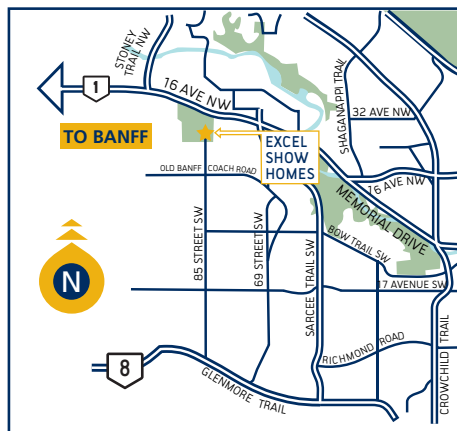 STONEY
TRAIL NW
1
16 AVE NW
SHAGANAPPI TRAIL
32 AVE NW
TO BANFF
EXCEL
SHOW
HOMES
OLD BANFF COACH ROAD
16 AVE NW
MEMORIAL DRIVE
85 STREET SW
69 STREET SW
SARCEE TRAIL SW
BOW TRAIL SW
N
17 AVENUE SW
RICHMOND ROAD
8
GLENMORE TRAIL
CROWCHILD TRAIL